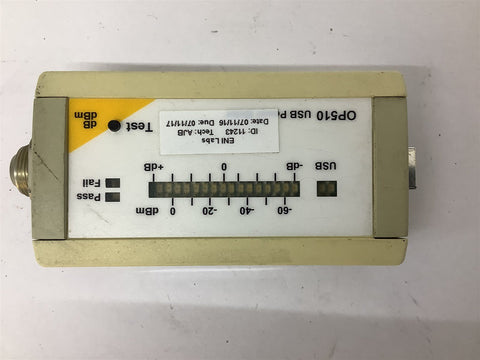 -60 -40 -20 0 dBm
Pass
Fail
USB -dB 0 +dB
ENI Labs
ID: 11243 Tech: AJB
Date: 07/11/16 Due: 07/11/17
Test
dB
dBm
OP510 USB